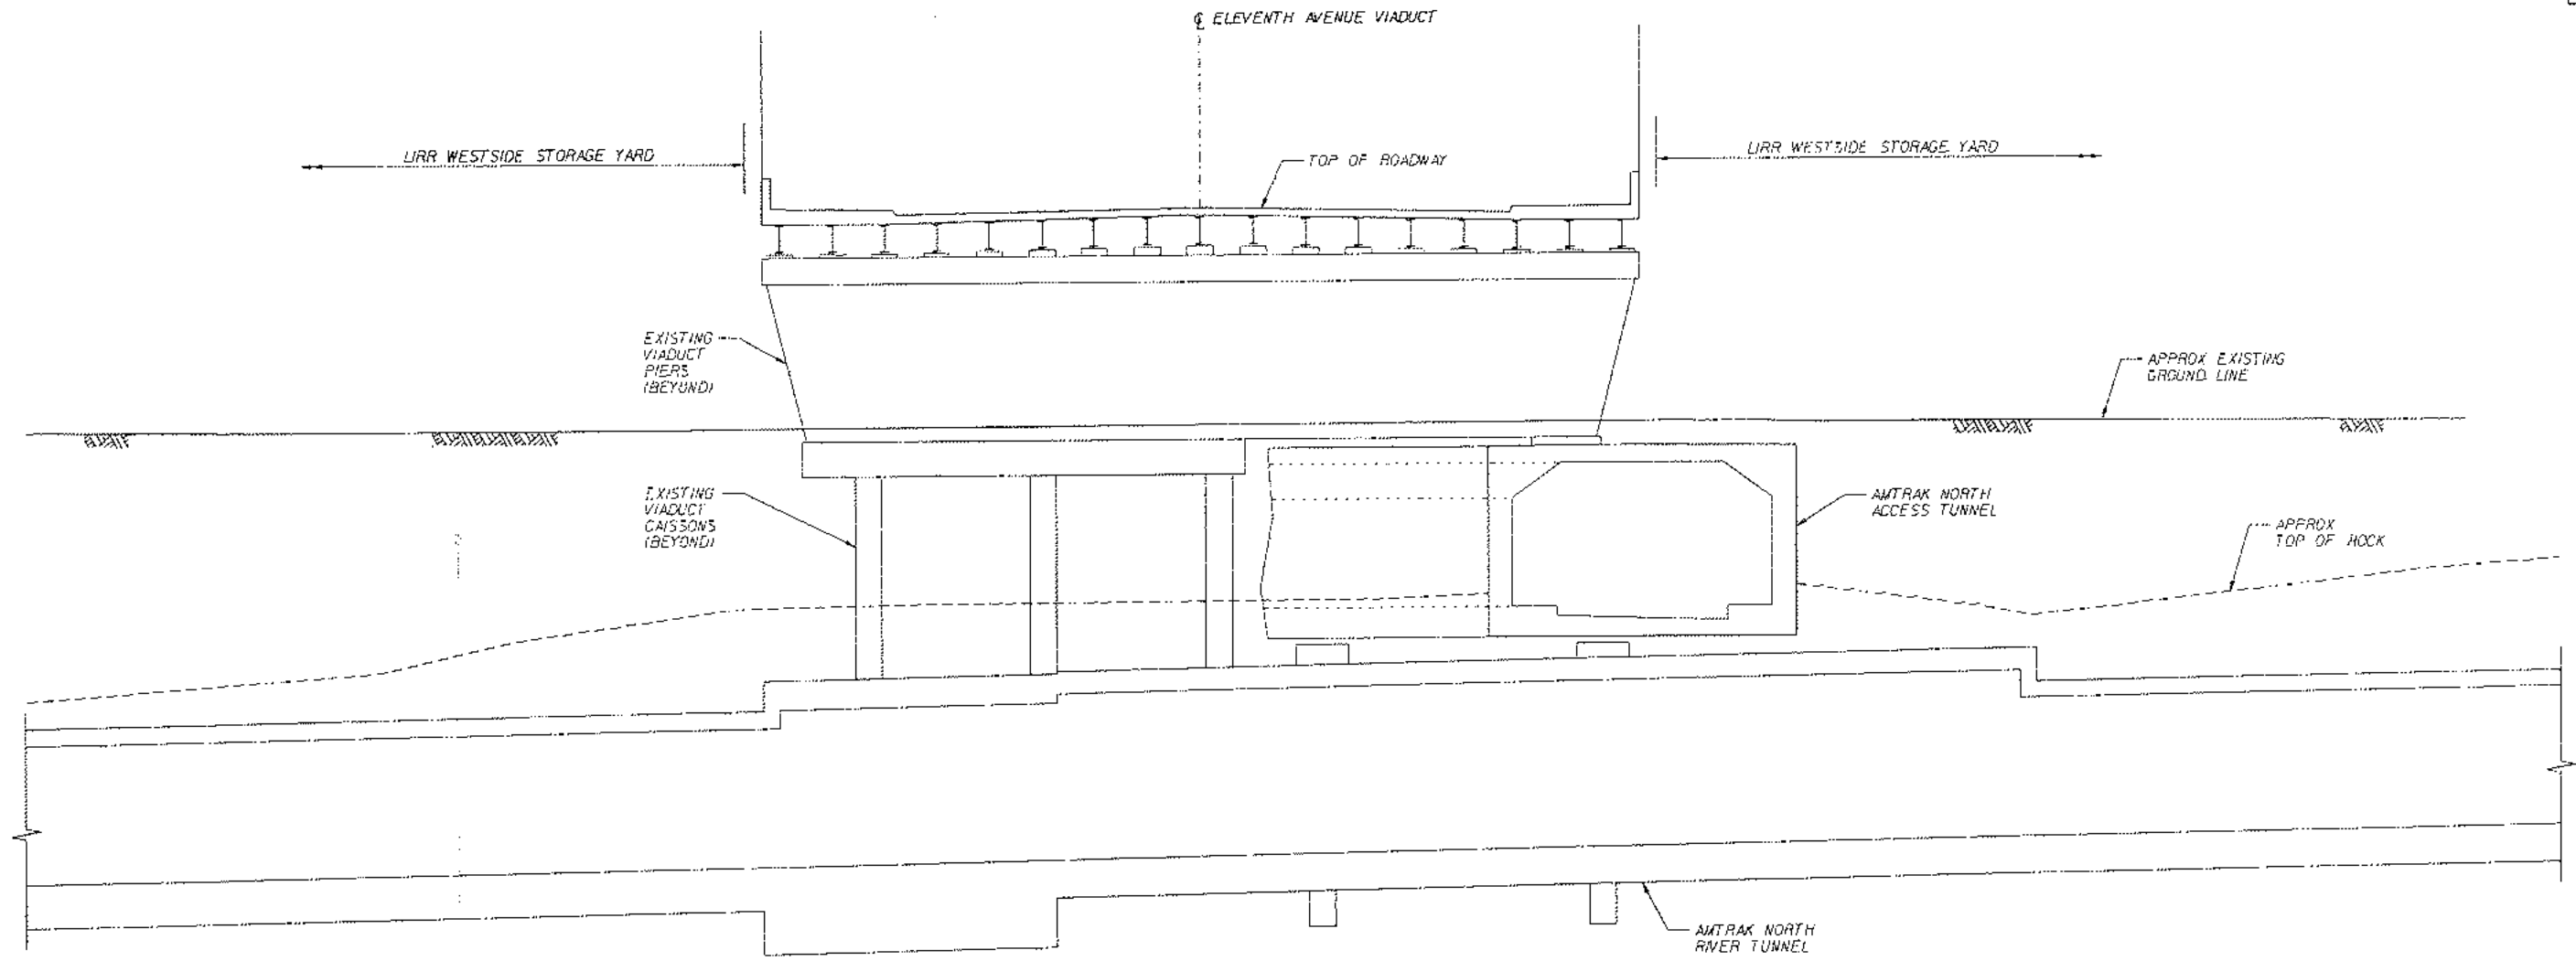 ℄ ELEVENTH AVENUE VIADUCT
LIRR WESTSIDE STORAGE YARD
TOP OF ROADWAY
LIRR WESTSIDE STORAGE YARD
EXISTING
VIADUCT
PIERS
(BEYOND)
APPROX EXISTING
GROUND LINE
EXISTING
VIADUCT
CAISSONS
(BEYOND)
AMTRAK NORTH
ACCESS TUNNEL
APPROX
TOP OF ROCK
AMTRAK NORTH
RIVER TUNNEL